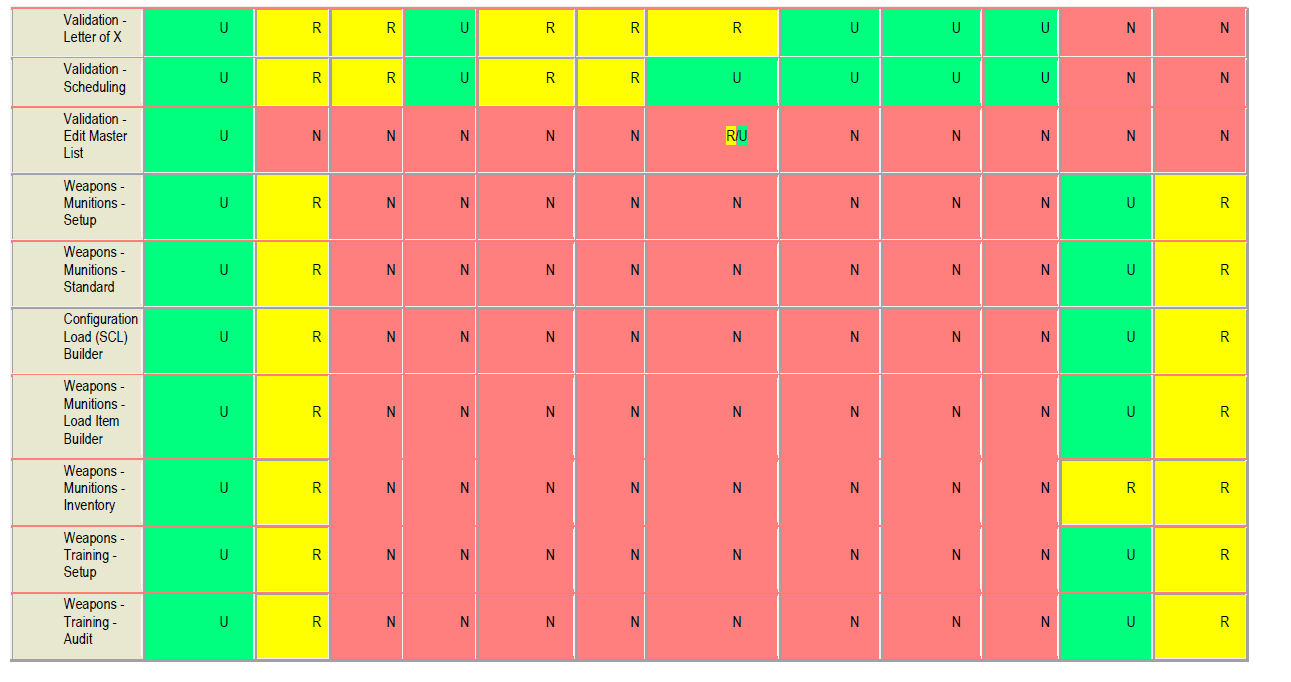 Validation -
Letter of X
U R R U R R R U U U N N
Validation -
Scheduling
U R R U R R U U U U N N
Validation -
Edit Master
List
U N N N N N R/U N N N N N
Weapons -
Munitions -
Setup
U R N N N N N N N N U R
Weapons -
Munitions -
Standard
U R N N N N N N N N U R
Configuration
Load (SCL)
Builder
U R N N N N N N N N U R
Weapons -
Munitions -
Load Item
Builder
U R N N N N N N N N U R
Weapons -
Munitions -
Inventory
U R N N N N N N N N R R
Weapons -
Training -
Setup
U R N N N N N N N N U R
Weapons -
Training -
Audit
U R N N N N N N N N U R